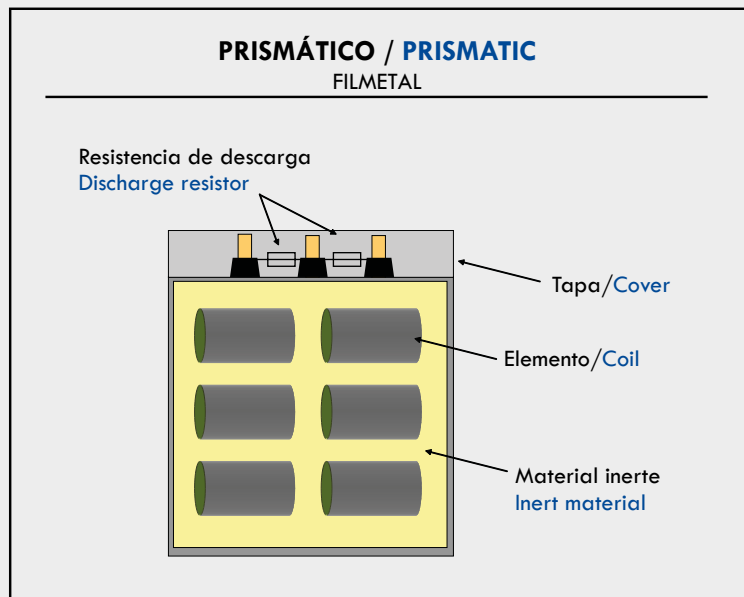 PRISMÁTICO / PRISMATIC
FILMETAL
Resistencia de descarga
Discharge resistor
Tapa/Cover
Elemento/Coil
Material inerte
Inert material